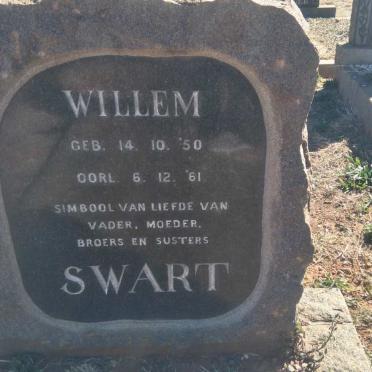 WILLEM
GEB. 14. 10. '50
OORL. 6. 12. '61
SIMBOOL VAN LIEFDE VAN
VADER, MOEDER,
BROERS EN SUSTERS
SWART